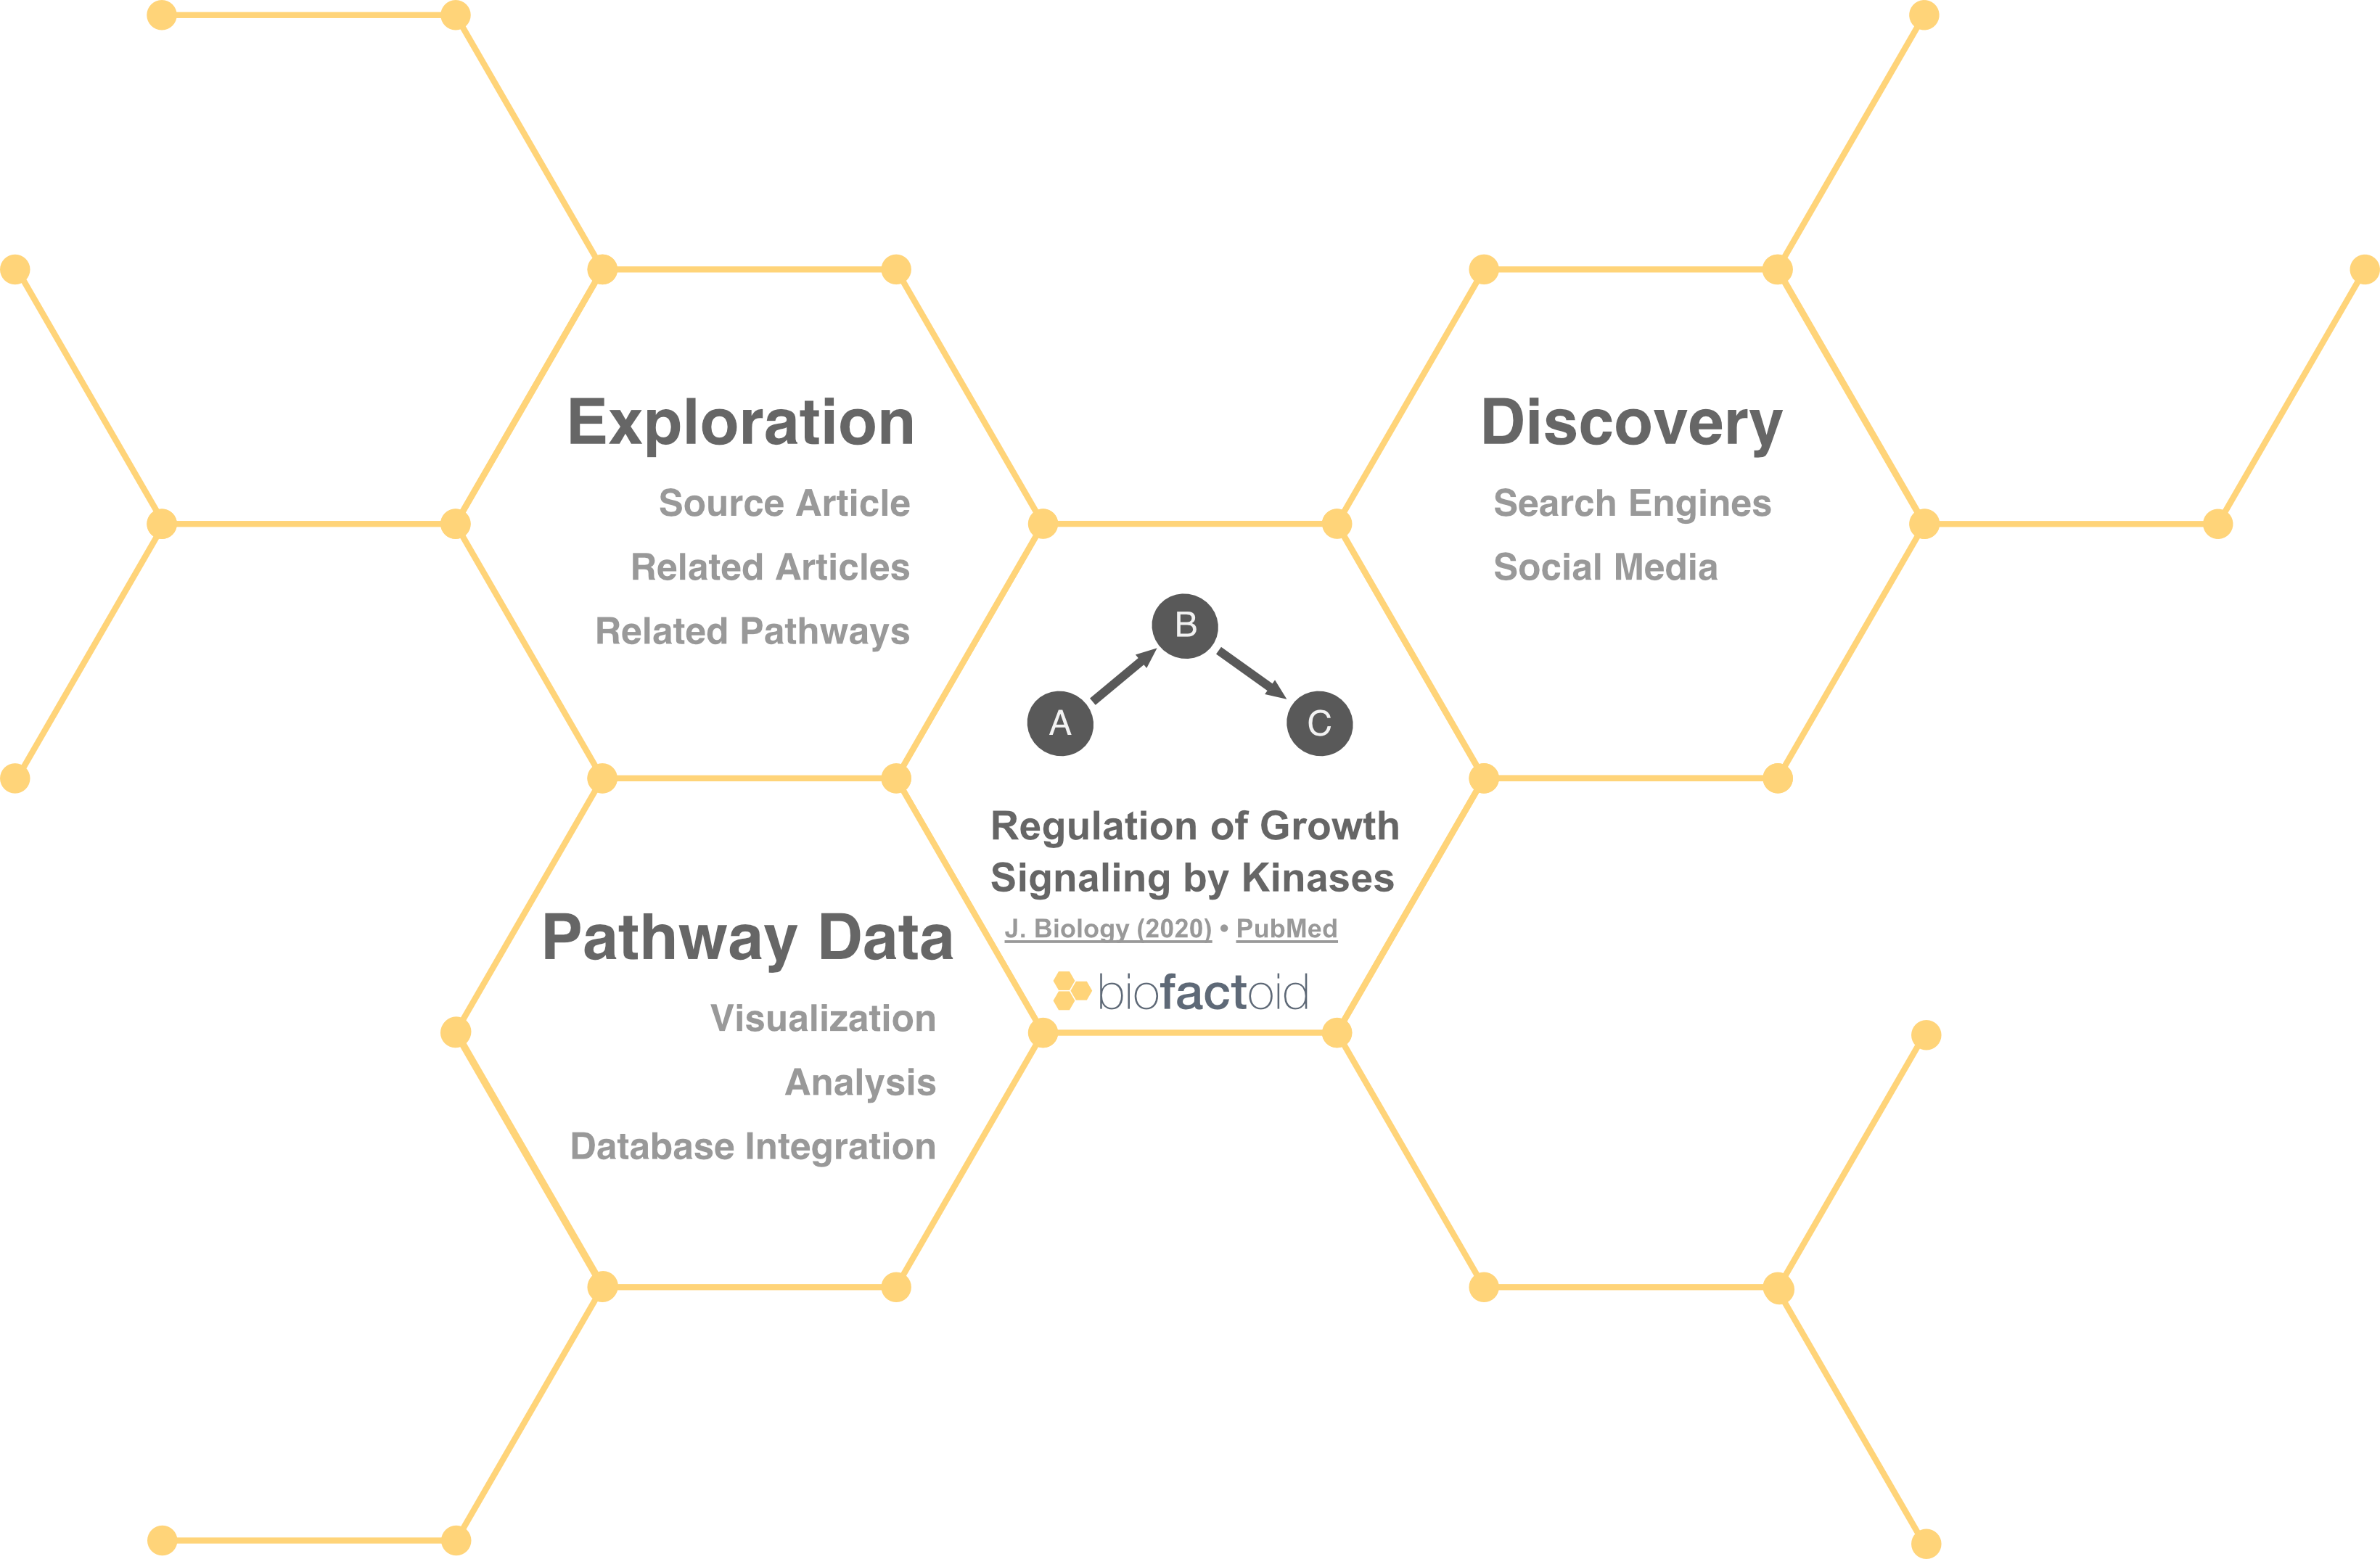 Exploration
Source Article
Related Articles
Related Pathways
Discovery
Search Engines
Social Media
B
A
C
Regulation of Growth
Signaling by Kinases
J. Biology (2020) • PubMed
biofactoid
Pathway Data
Visualization
Analysis
Database Integration